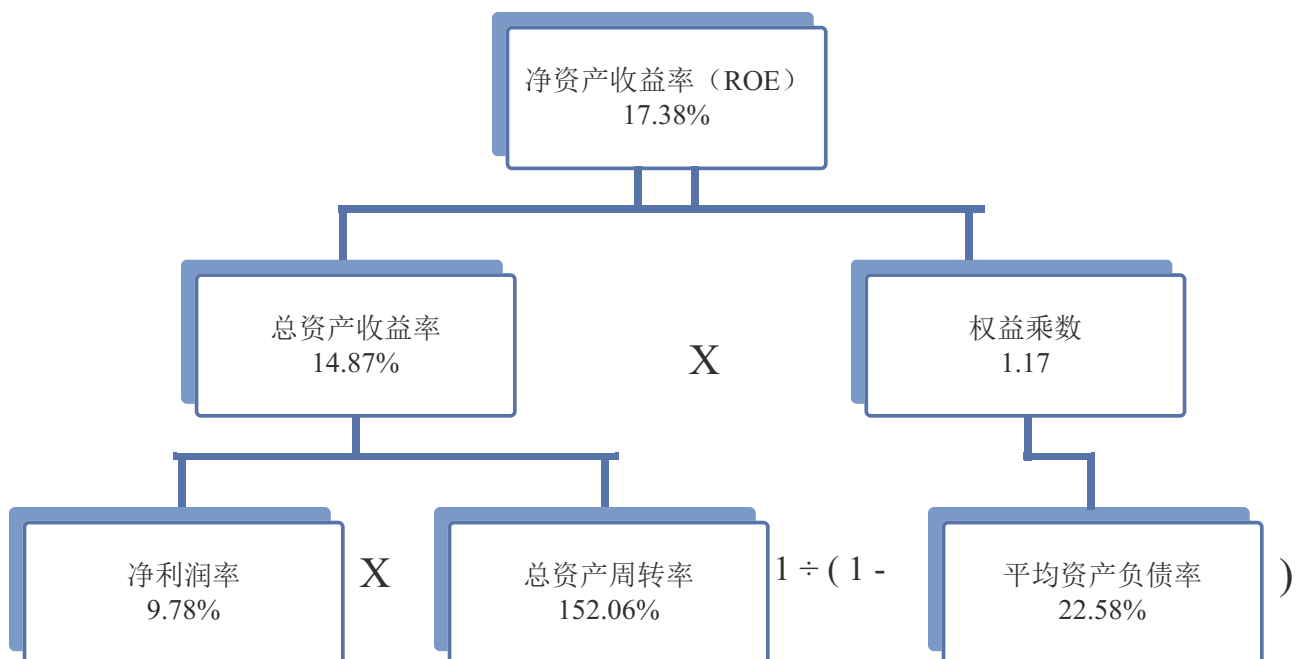 净资产收益率（ROE）
17.38%
总资产收益率
14.87%
X
权益乘数
1.17
净利润率
9.78%
X
总资产周转率
152.06%
1 ÷ ( 1 -
平均资产负债率
22.58%
)